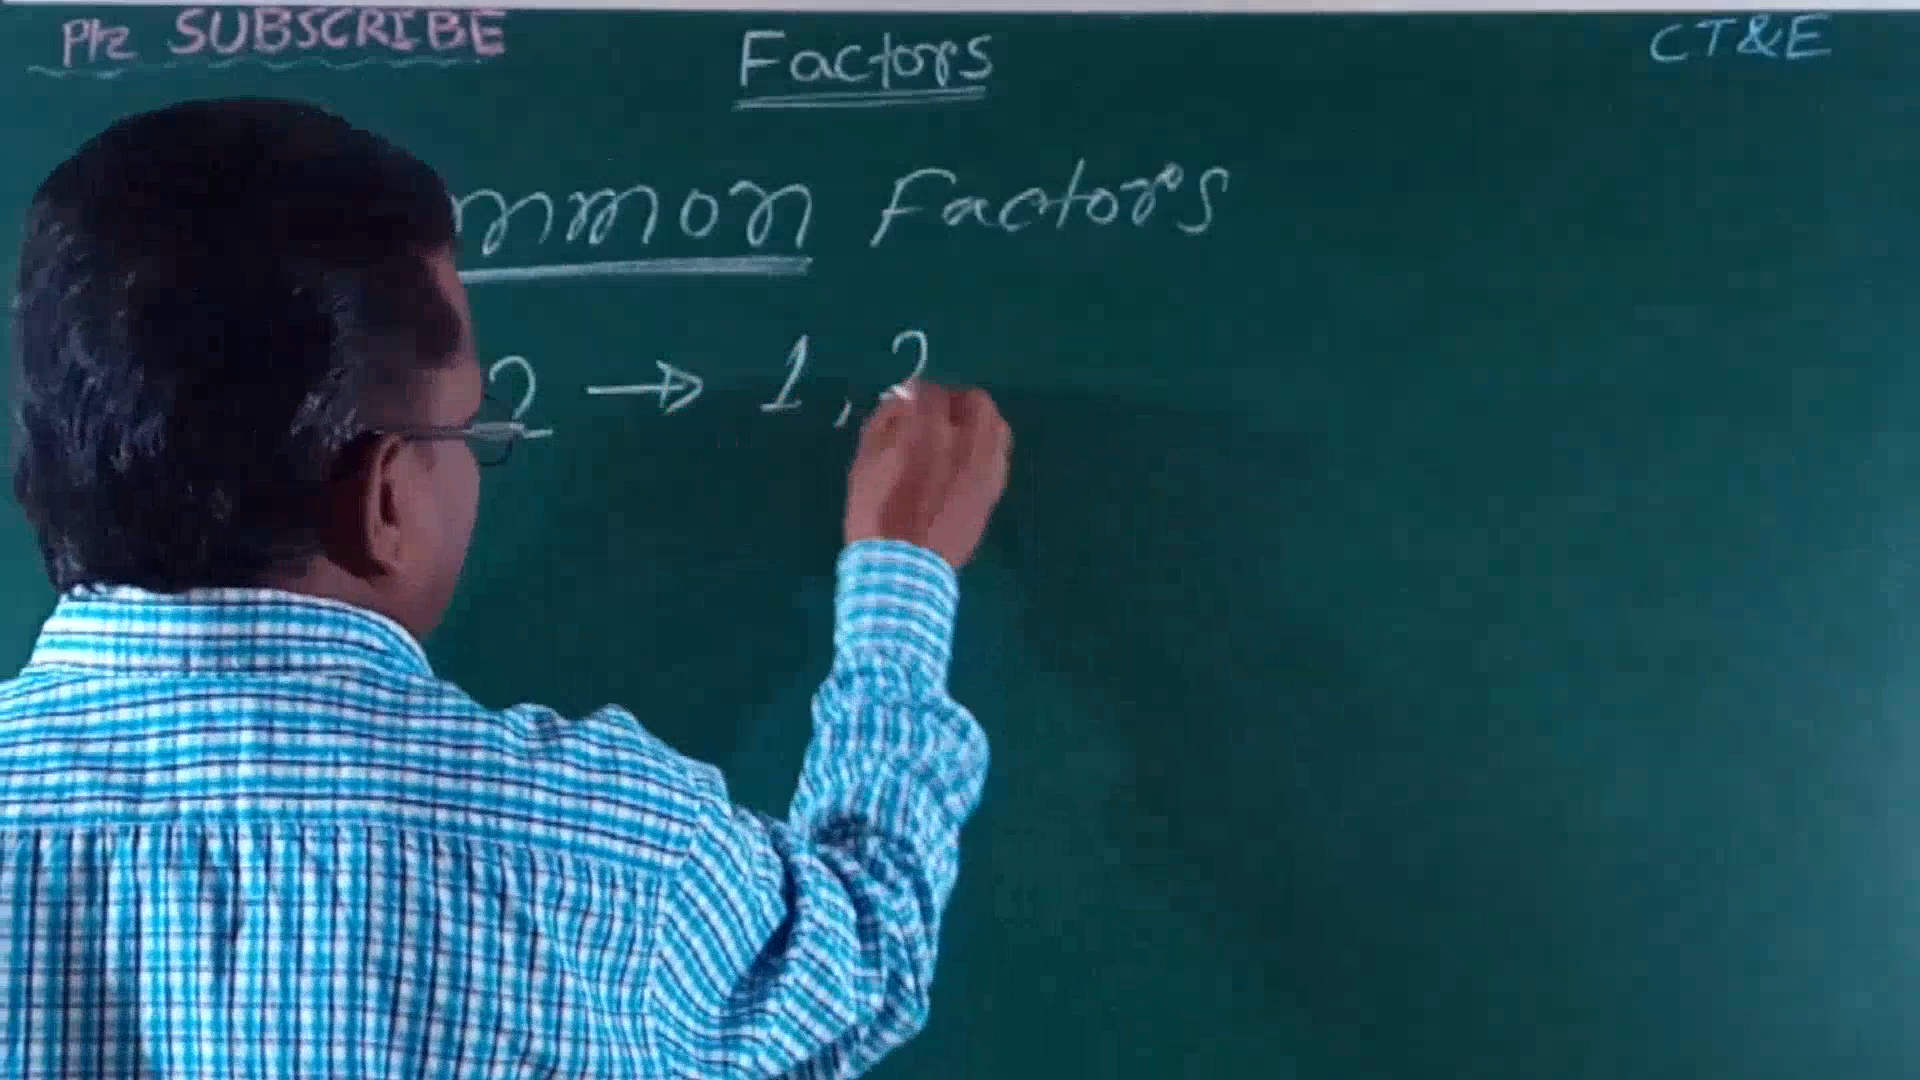 Plz SUBSCRIBE
Factors
CT&E
mmon Factors
2 → 1, 2